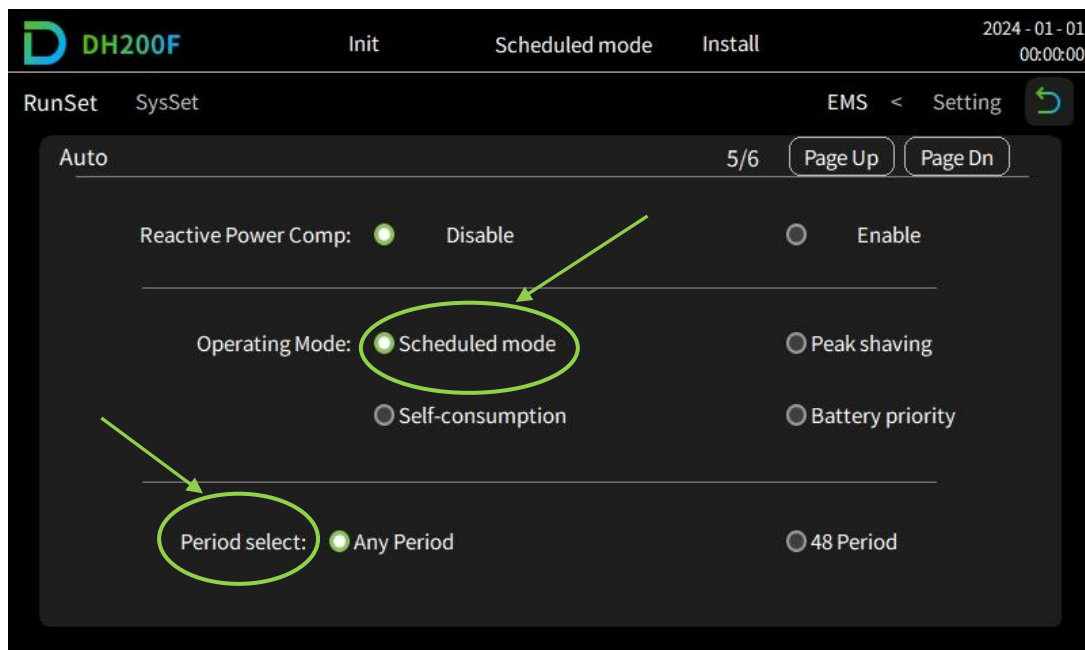 DH200F Init Scheduled mode Install 2024-01-01
00:00:00
RunSet SysSet EMS < Setting
Auto 5/6 Page Up Page Dn
Reactive Power Comp: Disable Enable
Operating Mode: Scheduled mode Peak shaving
Self-consumption Battery priority
Period select: Any Period 48 Period